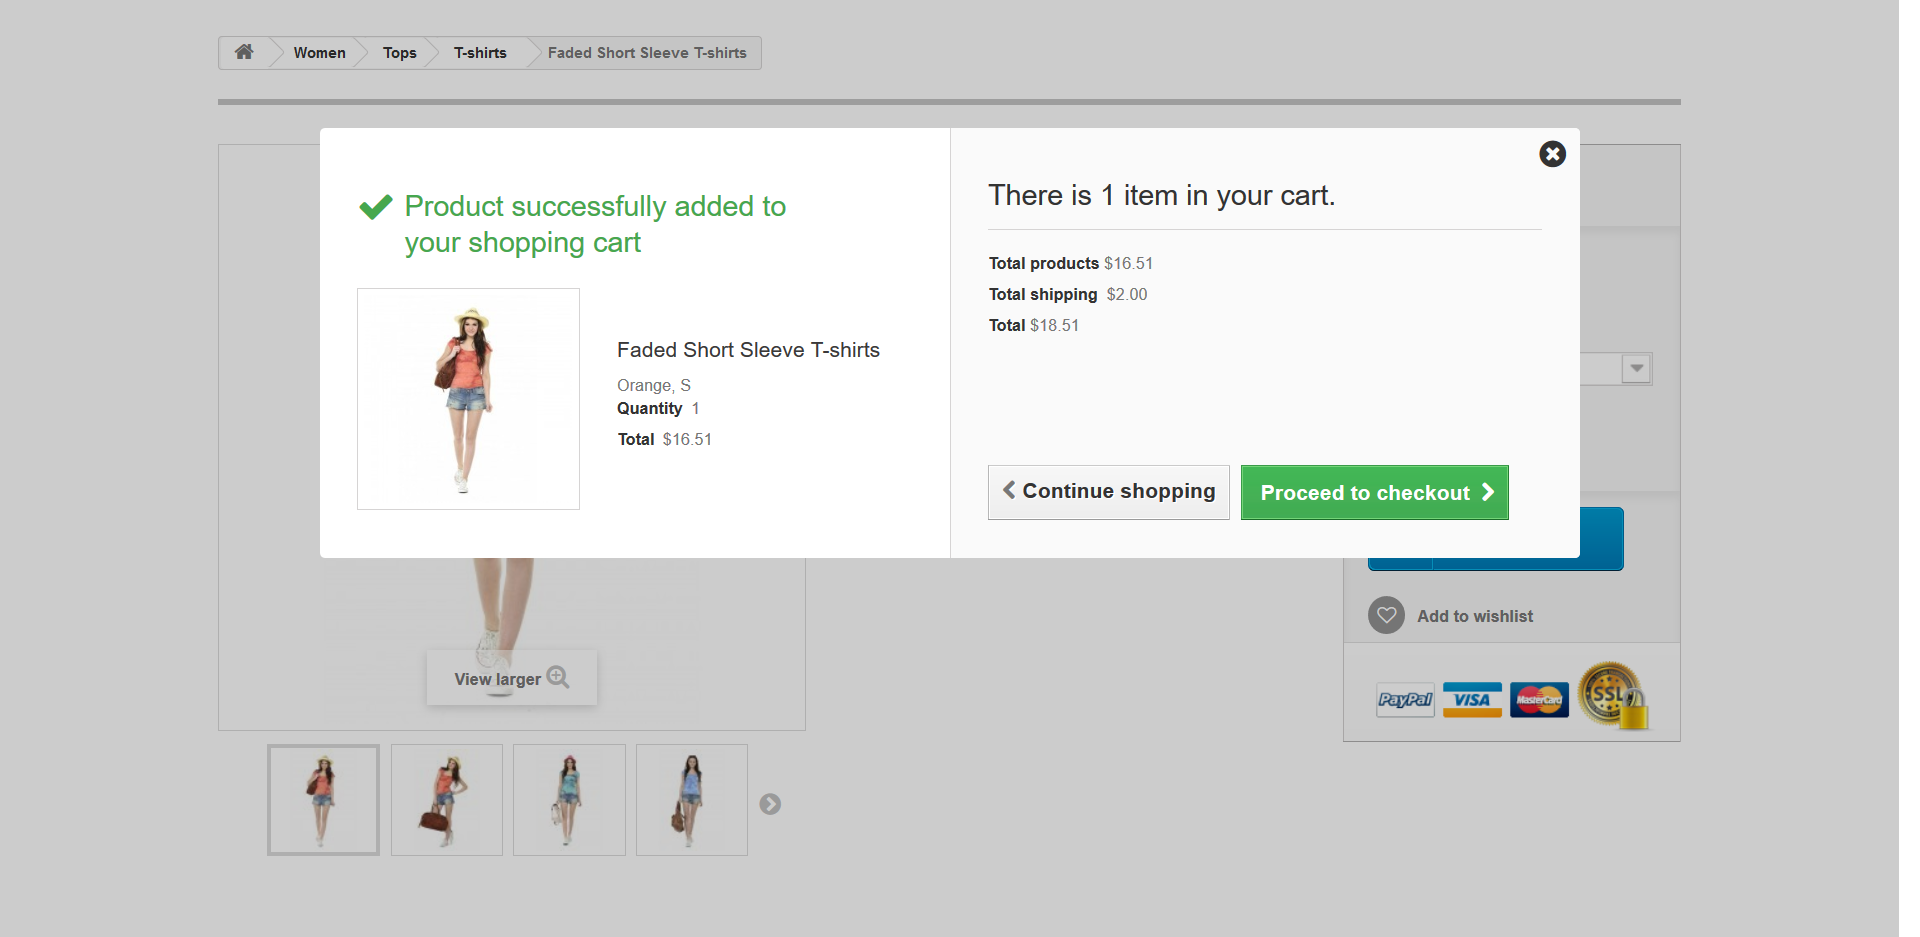 Women
Tops
T-shirts
Faded Short Sleeve T-shirts
Product successfully added to
your shopping cart
Faded Short Sleeve T-shirts
Orange, S
Quantity 1
Total $16.51
There is 1 item in your cart.
Total products $16.51
Total shipping $2.00
Total $18.51
Continue shopping
Proceed to checkout
View larger
Add to wishlist
PayPal
VISA
MasterCard
SSL